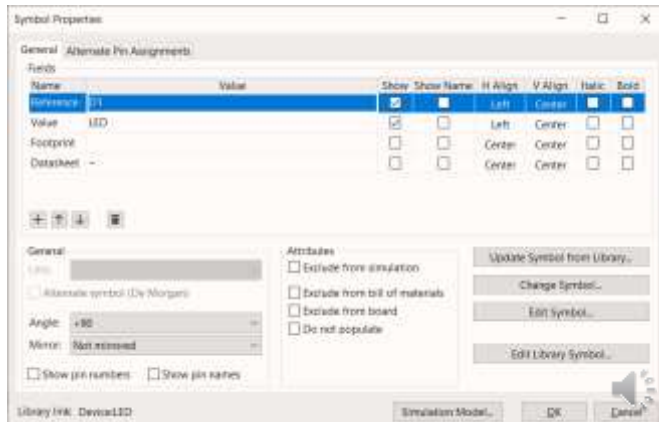 Symbol Properties
General Alternate Pin Assignments
Fields
Name Value Show Show Name H Align V Align Italic Bold
Reference D1 Left Center
Value LED Left Center
Footprint Center Center
Datasheet ~ Center Center
General
Unit:
Alternate symbol (De Morgan)
Angle: +90
Mirror: Not mirrored
Show pin numbers Show pin names
Attributes
Exclude from simulation
Exclude from bill of materials
Exclude from board
Do not populate
Update Symbol from Library...
Change Symbol...
Edit Symbol...
Edit Library Symbol...
Library link: Device:LED
Simulation Model... OK Cancel